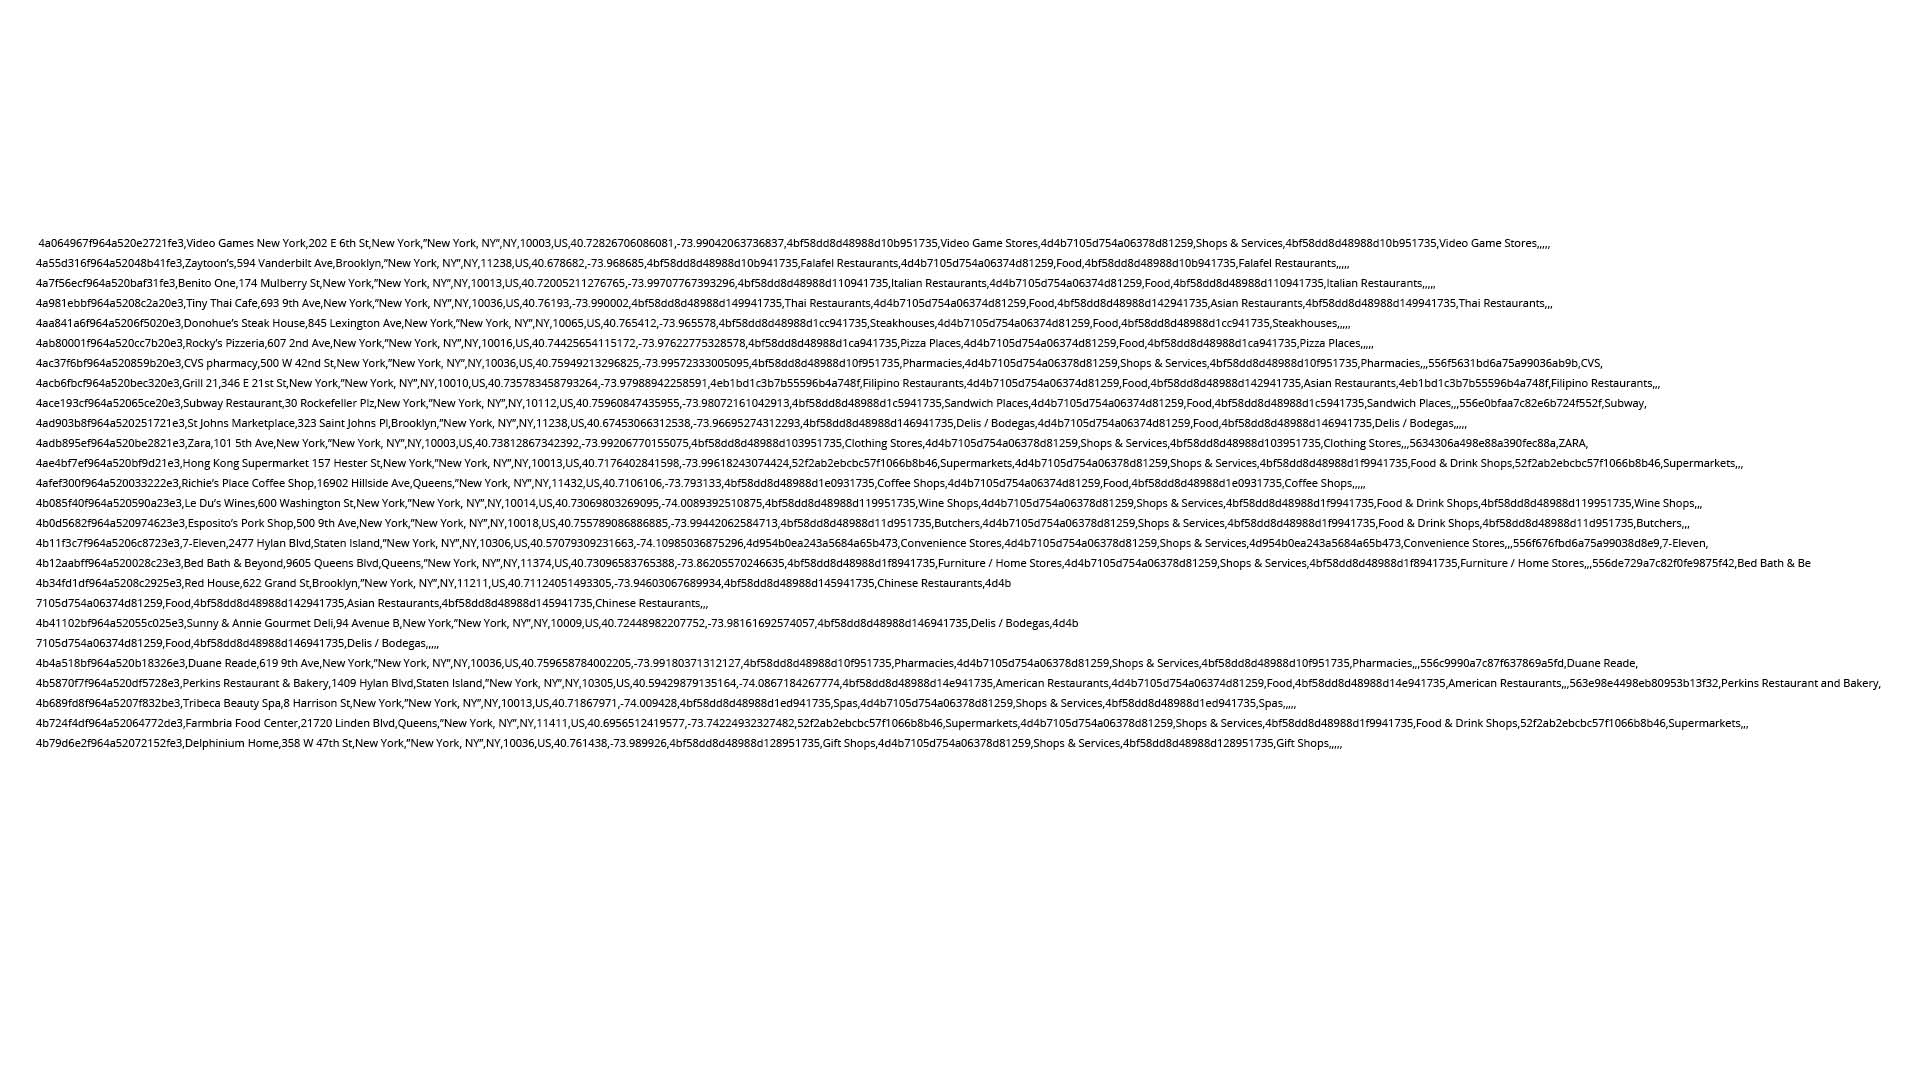 4a064967f964a520e2721fe3,Video Games New York,202 E 6th St,New York,”New York, NY”,NY,10003,US,40.72826706086081,-73.99042063736837,4bf58dd8d48988d10b951735,Video Game Stores,4d4b7105d754a06378d81259,Shops & Services,4bf58dd8d48988d10b951735,Video Game Stores,,,,,
4a55d316f964a52048b41fe3,Zaytoon’s,594 Vanderbilt Ave,Brooklyn,”New York, NY”,NY,11238,US,40.678682,-73.968685,4bf58dd8d48988d10b941735,Falafel Restaurants,4d4b7105d754a06374d81259,Food,4bf58dd8d48988d10b941735,Falafel Restaurants,,,,,
4a7f56ecf964a520baf31fe3,Benito One,174 Mulberry St,New York,”New York, NY”,NY,10013,US,40.72005211276765,-73.99707767393296,4bf58dd8d48988d110941735,Italian Restaurants,4d4b7105d754a06374d81259,Food,4bf58dd8d48988d110941735,Italian Restaurants,,,,,
4a981ebbf964a5208c2a20e3,Tiny Thai Cafe,693 9th Ave,New York,”New York, NY”,NY,10036,US,40.76193,-73.990002,4bf58dd8d48988d149941735,Thai Restaurants,4d4b7105d754a06374d81259,Food,4bf58dd8d48988d142941735,Asian Restaurants,4bf58dd8d48988d149941735,Thai Restaurants,,,
4aa841a6f964a5206f5020e3,Donohue’s Steak House,845 Lexington Ave,New York,”New York, NY”,NY,10065,US,40.765412,-73.965578,4bf58dd8d48988d1cc941735,Steakhouses,4d4b7105d754a06374d81259,Food,4bf58dd8d48988d1cc941735,Steakhouses,,,,,
4ab80001f964a520cc7b20e3,Rocky’s Pizzeria,607 2nd Ave,New York,”New York, NY”,NY,10016,US,40.74425654115172,-73.97622775328578,4bf58dd8d48988d1ca941735,Pizza Places,4d4b7105d754a06374d81259,Food,4bf58dd8d48988d1ca941735,Pizza Places,,,,,
4ac37f6bf964a520859b20e3,CVS pharmacy,500 W 42nd St,New York,”New York, NY”,NY,10036,US,40.75949213296825,-73.99572333005095,4bf58dd8d48988d10f951735,Pharmacies,4d4b7105d754a06378d81259,Shops & Services,4bf58dd8d48988d10f951735,Pharmacies,,,556f5631bd6a75a99036ab9b,CVS,
4acb6fbcf964a520bec320e3,Grill 21,346 E 21st St,New York,”New York, NY”,NY,10010,US,40.735783458793264,-73.97988942258591,4eb1bd1c3b7b55596b4a748f,Filipino Restaurants,4d4b7105d754a06374d81259,Food,4bf58dd8d48988d142941735,Asian Restaurants,4eb1bd1c3b7b55596b4a748f,Filipino Restaurants,,,
4ace193cf964a52065ce20e3,Subway Restaurant,30 Rockefeller Plz,New York,”New York, NY”,NY,10112,US,40.75960847435955,-73.98072161042913,4bf58dd8d48988d1c5941735,Sandwich Places,4d4b7105d754a06374d81259,Food,4bf58dd8d48988d1c5941735,Sandwich Places,,,556e0bfaa7c82e6b724f552f,Subway,
4ad903b8f964a520251721e3,St Johns Marketplace,323 Saint Johns Pl,Brooklyn,”New York, NY”,NY,11238,US,40.67453066312538,-73.96695274312293,4bf58dd8d48988d146941735,Delis / Bodegas,4d4b7105d754a06374d81259,Food,4bf58dd8d48988d146941735,Delis / Bodegas,,,,,
4adb895ef964a520be2821e3,Zara,101 5th Ave,New York,”New York, NY”,NY,10003,US,40.73812867342392,-73.99206770155075,4bf58dd8d48988d103951735,Clothing Stores,4d4b7105d754a06378d81259,Shops & Services,4bf58dd8d48988d103951735,Clothing Stores,,,5634306a498e88a390fec88a,ZARA,
4ae4bf7ef964a520bf9d21e3,Hong Kong Supermarket 157 Hester St,New York,”New York, NY”,NY,10013,US,40.7176402841598,-73.99618243074424,52f2ab2ebcbc57f1066b8b46,Supermarkets,4d4b7105d754a06378d81259,Shops & Services,4bf58dd8d48988d1f9941735,Food & Drink Shops,52f2ab2ebcbc57f1066b8b46,Supermarkets,,,
4afef300f964a520033222e3,Richie’s Place Coffee Shop,16902 Hillside Ave,Queens,”New York, NY”,NY,11432,US,40.7106106,-73.793133,4bf58dd8d48988d1e0931735,Coffee Shops,4d4b7105d754a06374d81259,Food,4bf58dd8d48988d1e0931735,Coffee Shops,,,,,
4b085f40f964a520590a23e3,Le Du’s Wines,600 Washington St,New York,”New York, NY”,NY,10014,US,40.73069803269095,-74.0089392510875,4bf58dd8d48988d119951735,Wine Shops,4d4b7105d754a06378d81259,Shops & Services,4bf58dd8d48988d1f9941735,Food & Drink Shops,4bf58dd8d48988d119951735,Wine Shops,,,
4b0d5682f964a520974623e3,Esposito’s Pork Shop,500 9th Ave,New York,”New York, NY”,NY,10018,US,40.755789086886885,-73.99442062584713,4bf58dd8d48988d11d951735,Butchers,4d4b7105d754a06378d81259,Shops & Services,4bf58dd8d48988d1f9941735,Food & Drink Shops,4bf58dd8d48988d11d951735,Butchers,,,
4b11f3c7f964a5206c8723e3,7-Eleven,2477 Hylan Blvd,Staten Island,”New York, NY”,NY,10306,US,40.57079309231663,-74.10985036875296,4d954b0ea243a5684a65b473,Convenience Stores,4d4b7105d754a06378d81259,Shops & Services,4d954b0ea243a5684a65b473,Convenience Stores,,,556f676fbd6a75a99038d8e9,7-Eleven,
4b12aabff964a520028c23e3,Bed Bath & Beyond,9605 Queens Blvd,Queens,”New York, NY”,NY,11374,US,40.73096583765388,-73.86205570246635,4bf58dd8d48988d1f8941735,Furniture / Home Stores,4d4b7105d754a06378d81259,Shops & Services,4bf58dd8d48988d1f8941735,Furniture / Home Stores,,,556de729a7c82f0fe9875f42,Bed Bath & Be
4b34fd1df964a5208c2925e3,Red House,622 Grand St,Brooklyn,”New York, NY”,NY,11211,US,40.71124051493305,-73.94603067689934,4bf58dd8d48988d145941735,Chinese Restaurants,4d4b
7105d754a06374d81259,Food,4bf58dd8d48988d142941735,Asian Restaurants,4bf58dd8d48988d145941735,Chinese Restaurants,,,
4b41102bf964a52055c025e3,Sunny & Annie Gourmet Deli,94 Avenue B,New York,”New York, NY”,NY,10009,US,40.72448982207752,-73.98161692574057,4bf58dd8d48988d146941735,Delis / Bodegas,4d4b
7105d754a06374d81259,Food,4bf58dd8d48988d146941735,Delis / Bodegas,,,,,
4b4a518bf964a520b18326e3,Duane Reade,619 9th Ave,New York,”New York, NY”,NY,10036,US,40.759658784002205,-73.99180371312127,4bf58dd8d48988d10f951735,Pharmacies,4d4b7105d754a06378d81259,Shops & Services,4bf58dd8d48988d10f951735,Pharmacies,,,556c9990a7c87f637869a5fd,Duane Reade,
4b5870f7f964a520df5728e3,Perkins Restaurant & Bakery,1409 Hylan Blvd,Staten Island,”New York, NY”,NY,10305,US,40.59429879135164,-74.0867184267774,4bf58dd8d48988d14e941735,American Restaurants,4d4b7105d754a06374d81259,Food,4bf58dd8d48988d14e941735,American Restaurants,,,563e98e4498eb80953b13f32,Perkins Restaurant and Bakery,
4b689fd8f964a5207f832be3,Tribeca Beauty Spa,8 Harrison St,New York,”New York, NY”,NY,10013,US,40.71867971,-74.009428,4bf58dd8d48988d1ed941735,Spas,4d4b7105d754a06378d81259,Shops & Services,4bf58dd8d48988d1ed941735,Spas,,,,,
4b724f4df964a52064772de3,Farmbria Food Center,21720 Linden Blvd,Queens,”New York, NY”,NY,11411,US,40.6956512419577,-73.74224932327482,52f2ab2ebcbc57f1066b8b46,Supermarkets,4d4b7105d754a06378d81259,Shops & Services,4bf58dd8d48988d1f9941735,Food & Drink Shops,52f2ab2ebcbc57f1066b8b46,Supermarkets,,,
4b79d6e2f964a52072152fe3,Delphinium Home,358 W 47th St,New York,”New York, NY”,NY,10036,US,40.761438,-73.989926,4bf58dd8d48988d128951735,Gift Shops,4d4b7105d754a06378d81259,Shops & Services,4bf58dd8d48988d128951735,Gift Shops,,,,,